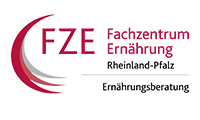 FZE Fachzentrum
Ernährung
Rheinland-Pfalz
Ernährungsberatung